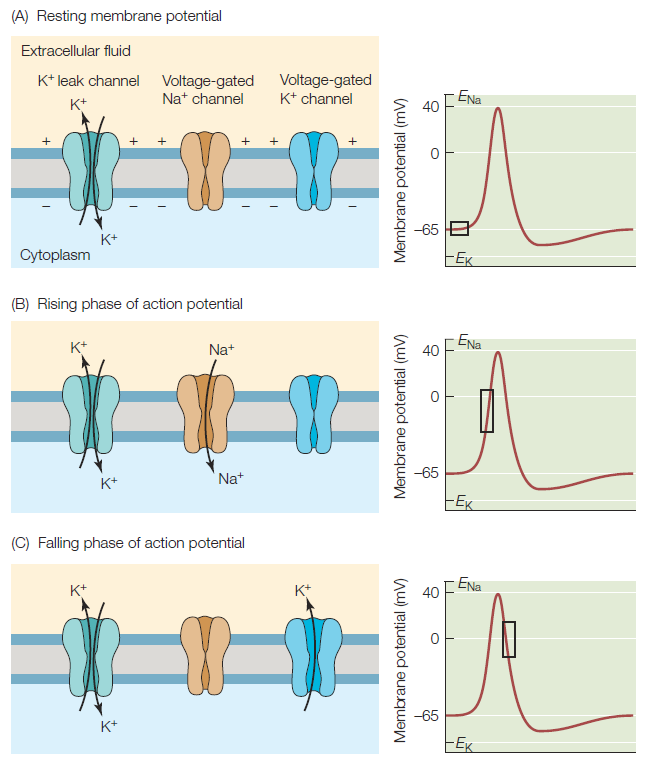 (A) Resting membrane potential
Extracellular fluid
K+ leak channel
Voltage-gated
Na+ channel
Voltage-gated
K+ channel
K+
+ + + + + +
– – – – – –
K+
Cytoplasm
Membrane potential (mV)
40
0
–65
ENa
EK
(B) Rising phase of action potential
K+
Na+
K+
Na+
Membrane potential (mV)
40
0
–65
ENa
EK
(C) Falling phase of action potential
K+
K+
K+
Membrane potential (mV)
40
0
–65
ENa
EK